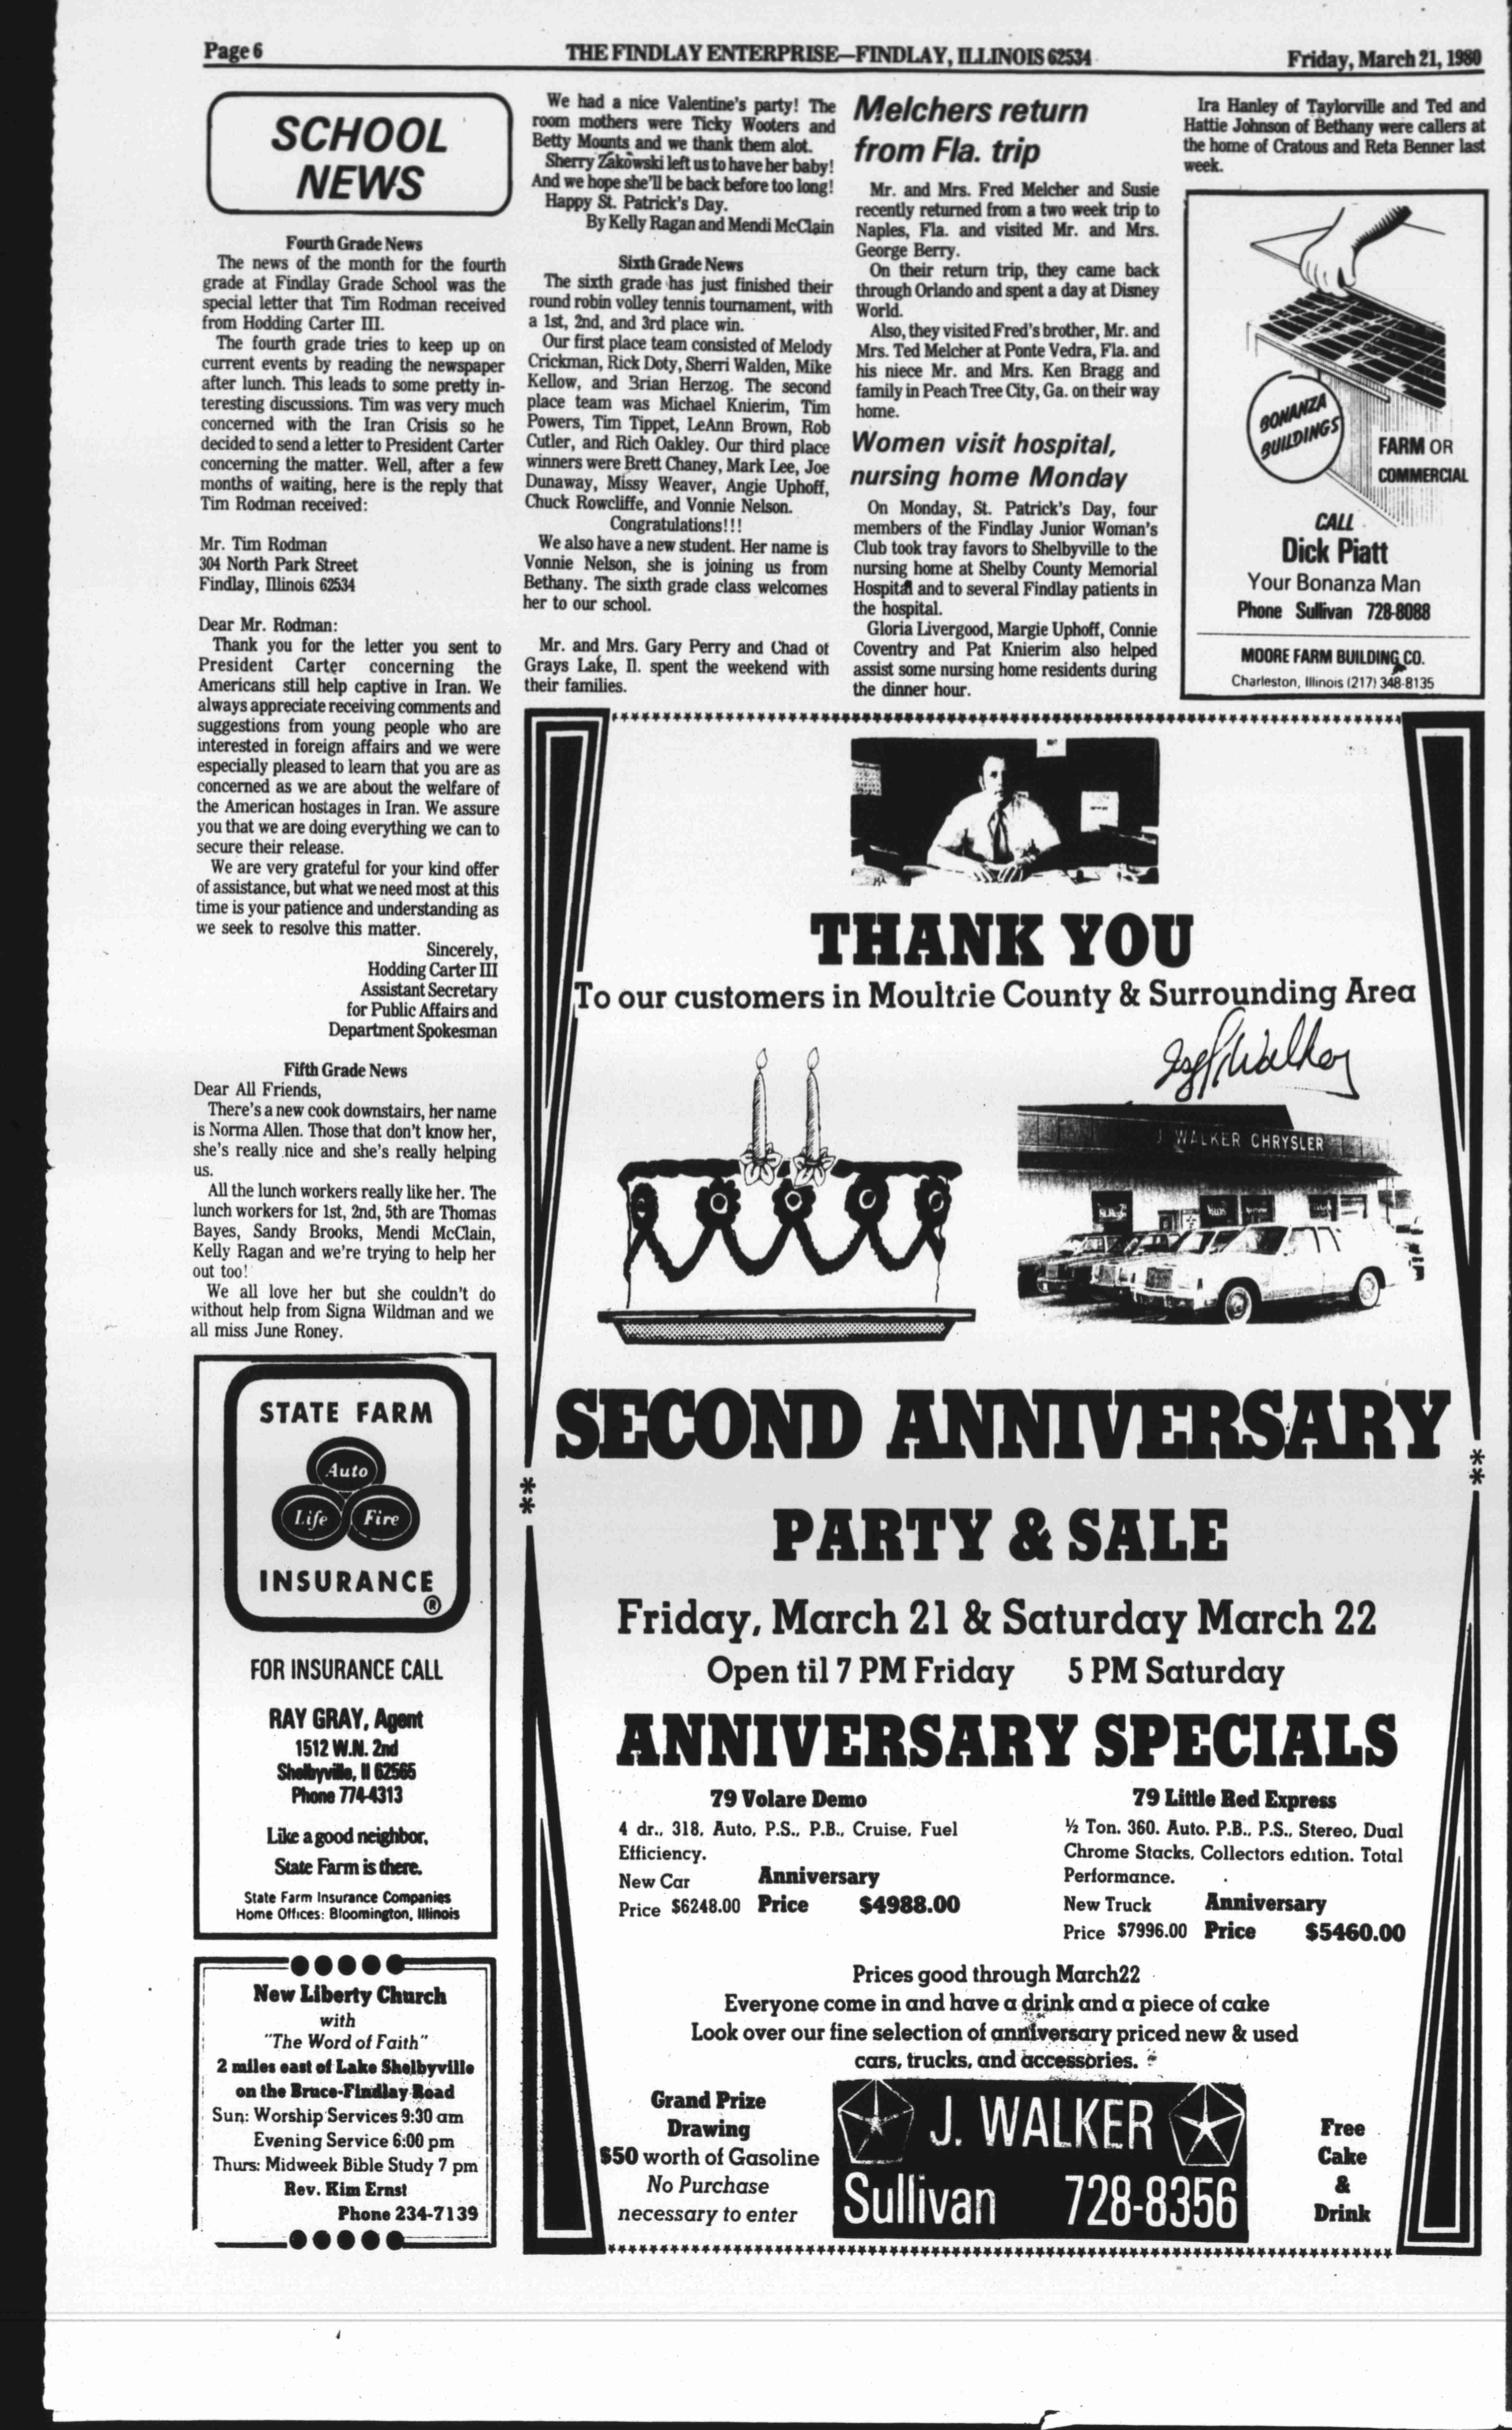 Page 6
THE FINDLAY ENTERPRISE—FINDLAY, ILLINOIS 62534
Friday, March 21, 1980
SCHOOL
NEWS
Fourth Grade News
The news of the month for the fourth
grade at Findlay Grade School was the
special letter that Tim Rodman received
from Hodding Carter III.
The fourth grade tries to keep up on
current events by reading the newspaper
after lunch. This leads to some pretty in-
teresting discussions. Tim was very much
concerned with the Iran Crisis so he
decided to send a letter to President Carter
concerning the matter. Well, after a few
months of waiting, here is the reply that
Tim Rodman received:
Mr. Tim Rodman
304 North Park Street
Findlay, Illinois 62534
Dear Mr. Rodman:
Thank you for the letter you sent to
President Carter concerning the
Americans still help captive in Iran. We
always appreciate receiving comments and
suggestions from young people who are
interested in foreign affairs and we were
especially pleased to learn that you are as
concerned as we are about the welfare of
the American hostages in Iran. We assure
you that we are doing everything we can to
secure their release.
We are very grateful for your kind offer
of assistance, but what we need most at this
time is your patience and understanding as
we seek to resolve this matter.
Sincerely,
Hodding Carter III
Assistant Secretary
for Public Affairs and
Department Spokesman
Fifth Grade News
Dear All Friends,
There's a new cook downstairs, her name
is Norma Allen. Those that don't know her,
she's really nice and she's really helping
us.
All the lunch workers really like her. The
lunch workers for 1st, 2nd, 5th are Thomas
Bayes, Sandy Brooks, Mendi McClain,
Kelly Ragan and we're trying to help her
out too!
We all love her but she couldn't do
without help from Signa Wildman and we
all miss June Roney.
We had a nice Valentine's party! The
room mothers were Ticky Wooters and
Betty Mounts and we thank them alot.
Sherry Zakowski left us to have her baby!
And we hope she'll be back before too long!
Happy St. Patrick's Day.
By Kelly Ragan and Mendi McClain
Sixth Grade News
The sixth grade has just finished their
round robin volley tennis tournament, with
a 1st, 2nd, and 3rd place win.
Our first place team consisted of Melody
Crickman, Rick Doty, Sherri Walden, Mike
Kellow, and Brian Herzog. The second
place team was Michael Knierim, Tim
Powers, Tim Tippet, LeAnn Brown, Rob
Cutler, and Rich Oakley. Our third place
winners were Brett Chaney, Mark Lee, Joe
Dunaway, Missy Weaver, Angie Uphoff,
Chuck Rowcliffe, and Vonnie Nelson.
Congratulations!!!
We also have a new student. Her name is
Vonnie Nelson, she is joining us from
Bethany. The sixth grade class welcomes
her to our school.
Mr. and Mrs. Gary Perry and Chad of
Grays Lake, Il. spent the weekend with
their families.
Melchers return
from Fla. trip
Mr. and Mrs. Fred Melcher and Susie
recently returned from a two week trip to
Naples, Fla. and visited Mr. and Mrs.
George Berry.
On their return trip, they came back
through Orlando and spent a day at Disney
World.
Also, they visited Fred's brother, Mr. and
Mrs. Ted Melcher at Ponte Vedra, Fla. and
his niece Mr. and Mrs. Ken Bragg and
family in Peach Tree City, Ga. on their way
home.
Women visit hospital,
nursing home Monday
On Monday, St. Patrick's Day, four
members of the Findlay Junior Woman's
Club took tray favors to Shelbyville to the
nursing home at Shelby County Memorial
Hospital and to several Findlay patients in
the hospital.
Gloria Livergood, Margie Uphoff, Connie
Coventry and Pat Knierim also helped
assist some nursing home residents during
the dinner hour.
Ira Hanley of Taylorville and Ted and
Hattie Johnson of Bethany were callers at
the home of Cratous and Reta Benner last
week.
BONANZA
BUILDINGS
FARM OR
COMMERCIAL
CALL
Dick Piatt
Your Bonanza Man
Phone Sullivan 728-8088
MOORE FARM BUILDING CO.
Charleston, Illinois (217) 348-8135
STATE FARM
Auto
Life Fire
INSURANCE
®
FOR INSURANCE CALL
RAY GRAY, Agent
1512 W.N. 2nd
Shelbyville, Il 62565
Phone 774-4313
Like a good neighbor,
State Farm is there.
State Farm Insurance Companies
Home Offices: Bloomington, Illinois
New Liberty Church
with
"The Word of Faith"
2 miles east of Lake Shelbyville
on the Bruce-Findlay Road
Sun: Worship Services 9:30 am
Evening Service 6:00 pm
Thurs: Midweek Bible Study 7 pm
Rev. Kim Ernst
Phone 234-7139
THANK YOU
To our customers in Moultrie County & Surrounding Area
J. WALKER CHRYSLER
SECOND ANNIVERSARY
PARTY & SALE
Friday, March 21 & Saturday March 22
Open til 7 PM Friday 5 PM Saturday
ANNIVERSARY SPECIALS
79 Volare Demo
4 dr., 318, Auto, P.S., P.B., Cruise, Fuel
Efficiency.
New Car Anniversary
Price $6248.00 Price $4988.00
79 Little Red Express
½ Ton. 360. Auto. P.B., P.S., Stereo, Dual
Chrome Stacks, Collectors edition. Total
Performance.
New Truck Anniversary
Price $7996.00 Price $5460.00
Prices good through March22
Everyone come in and have a drink and a piece of cake
Look over our fine selection of anniversary priced new & used
cars, trucks, and accessories.
Grand Prize
Drawing
$50 worth of Gasoline
No Purchase
necessary to enter
J. WALKER
Sullivan 728-8356
Free
Cake
&
Drink